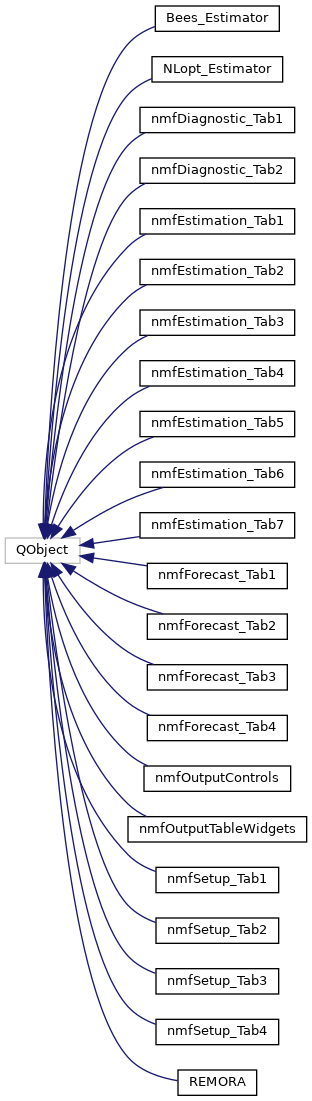 Bees_Estimator
NLopt_Estimator
nmfDiagnostic_Tab1
nmfDiagnostic_Tab2
nmfEstimation_Tab1
nmfEstimation_Tab2
nmfEstimation_Tab3
nmfEstimation_Tab4
nmfEstimation_Tab5
nmfEstimation_Tab6
nmfEstimation_Tab7
QObject
nmfForecast_Tab1
nmfForecast_Tab2
nmfForecast_Tab3
nmfForecast_Tab4
nmfOutputControls
nmfOutputTableWidgets
nmfSetup_Tab1
nmfSetup_Tab2
nmfSetup_Tab3
nmfSetup_Tab4
REMORA